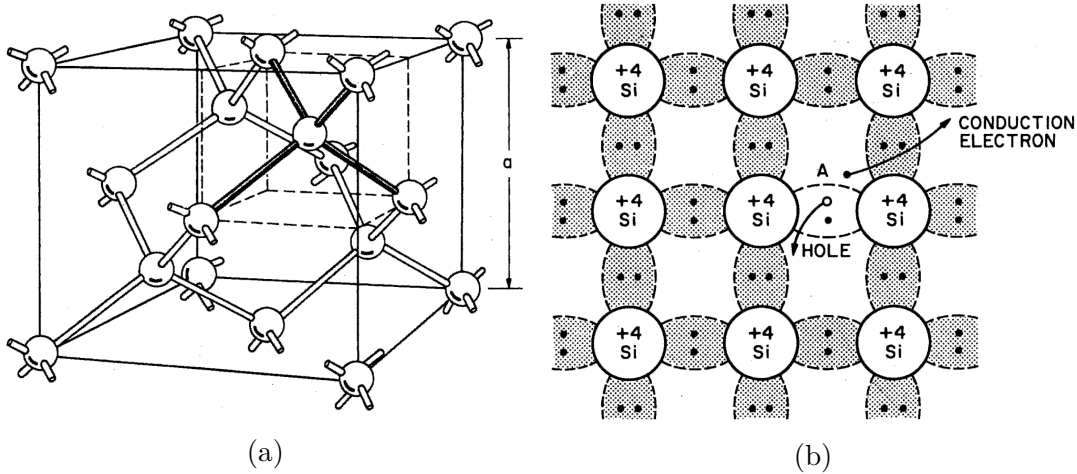 a
(a)
+4
Si
+4
Si
+4
Si
CONDUCTION
ELECTRON
A
+4
Si
+4
Si
+4
Si
HOLE
+4
Si
+4
Si
+4
Si
(b)